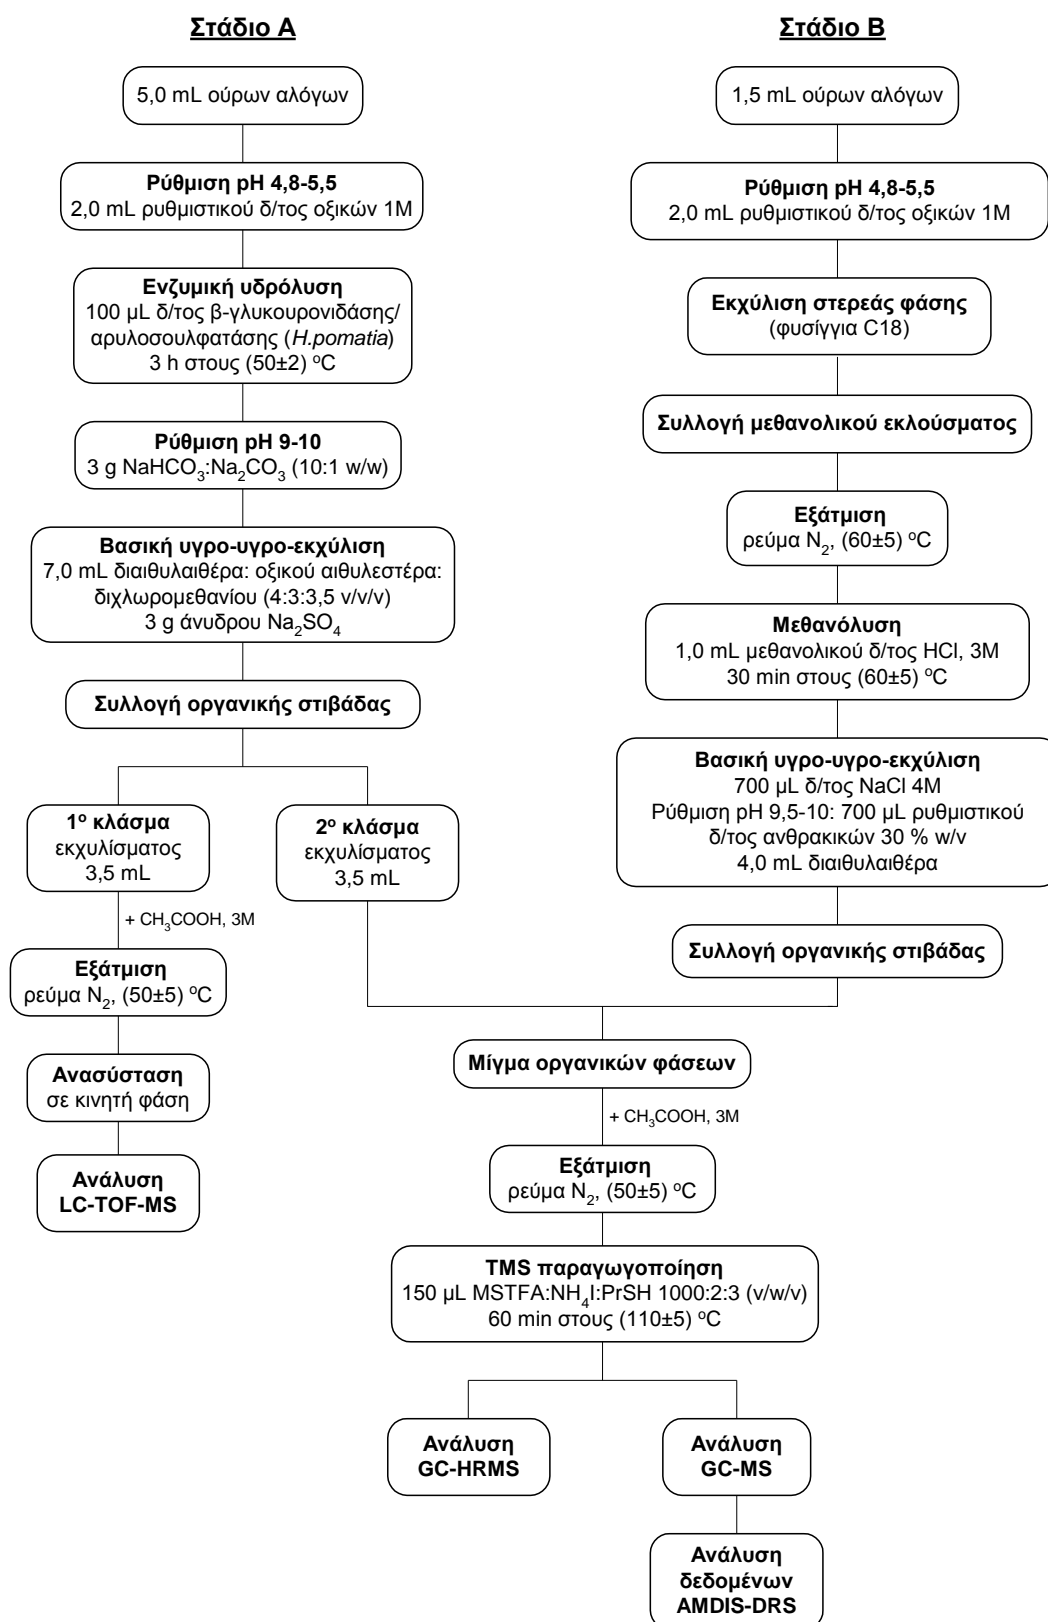 Στάδιο Α
5,0 mL ούρων αλόγων
Ρύθμιση pH 4,8-5,5
2,0 mL ρυθμιστικού δ/τος οξικών 1Μ
Ενζυμική υδρόλυση
100 μL δ/τος β-γλυκουρονιδάσης/
αρυλοσουλφατάσης (H.pomatia)
3 h στους (50±2) ºC
Ρύθμιση pH 9-10
3 g NaHCO₃:Na₂CO₃ (10:1 w/w)
Βασική υγρο-υγρο-εκχύλιση
7,0 mL διαιθυλαιθέρα: οξικού αιθυλεστέρα:
διχλωρομεθανίου (4:3:3,5 v/v/v)
3 g άνυδρου Na₂SO₄
Συλλογή οργανικής στιβάδας
1º κλάσμα
εκχυλίσματος
3,5 mL
+ CH₃COOH, 3M
Εξάτμιση
ρεύμα N₂, (50±5) ºC
Ανασύσταση
σε κινητή φάση
Ανάλυση
LC-TOF-MS
2º κλάσμα
εκχυλίσματος
3,5 mL
Στάδιο Β
1,5 mL ούρων αλόγων
Ρύθμιση pH 4,8-5,5
2,0 mL ρυθμιστικού δ/τος οξικών 1Μ
Εκχύλιση στερεάς φάσης
(φυσίγγια C18)
Συλλογή μεθανολικού εκλούσματος
Εξάτμιση
ρεύμα N₂, (60±5) ºC
Μεθανόλυση
1,0 mL μεθανολικού δ/τος HCl, 3M
30 min στους (60±5) ºC
Βασική υγρο-υγρο-εκχύλιση
700 μL δ/τος NaCl 4M
Ρύθμιση pH 9,5-10: 700 μL ρυθμιστικού
δ/τος ανθρακικών 30 % w/v
4,0 mL διαιθυλαιθέρα
Συλλογή οργανικής στιβάδας
Μίγμα οργανικών φάσεων
+ CH₃COOH, 3M
Εξάτμιση
ρεύμα N₂, (50±5) ºC
TMS παραγωγοποίηση
150 μL MSTFA:NH₄I:PrSH 1000:2:3 (v/w/v)
60 min στους (110±5) ºC
Ανάλυση
GC-HRMS
Ανάλυση
GC-MS
Ανάλυση
δεδομένων
AMDIS-DRS